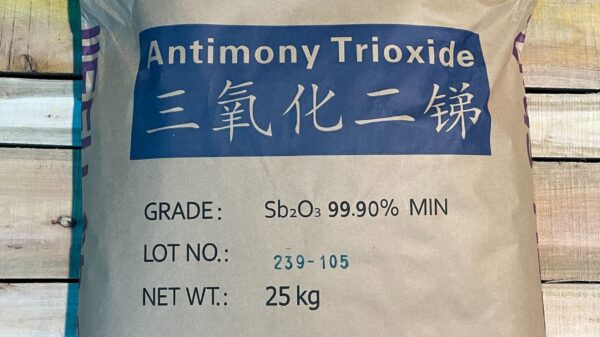 Antimony Trioxide
三氧化二锑
GRADE: Sb₂O₃ 99.90% MIN
LOT NO.: 239-105
NET WT.: 25 kg